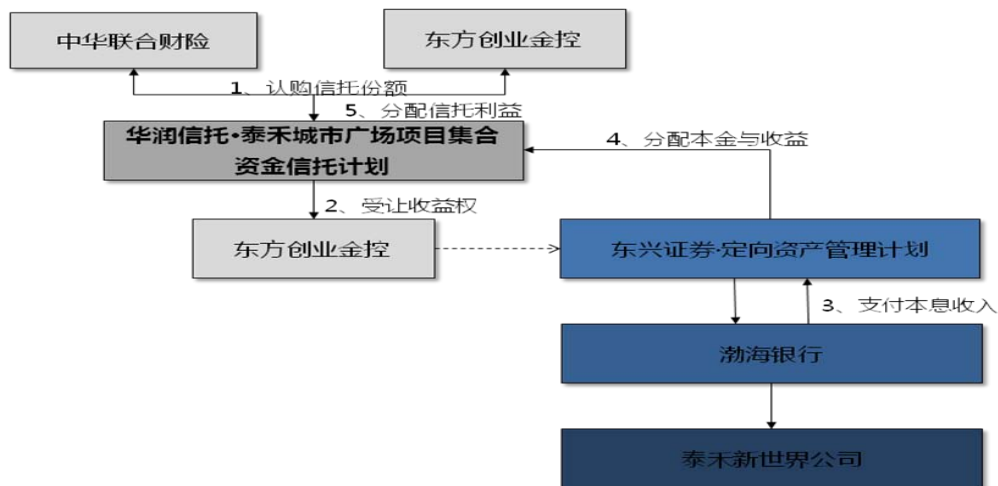 中华联合财险
东方创业金控
1、认购信托份额
5、分配信托利益
华润信托•泰禾城市广场项目集合
资金信托计划
4、分配本金与收益
2、受让收益权
东方创业金控
东兴证券·定向资产管理计划
3、支付本息收入
渤海银行
泰禾新世界公司